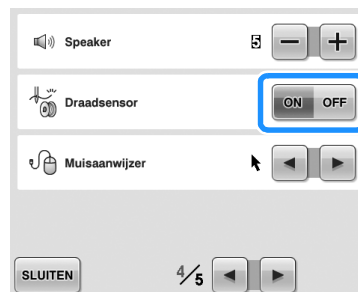 Speaker 5 − +
Draadsensor ON OFF
Muisaanwijzer
SLUITEN 4/5